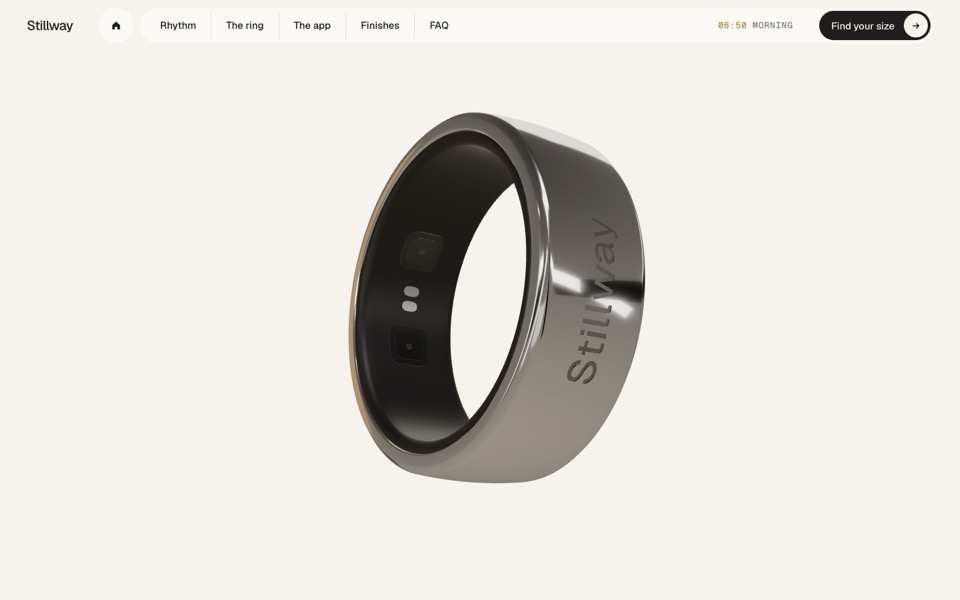 Stillway
Rhythm
The ring
The app
Finishes
FAQ
06:50 MORNING
Find your size
Stillway